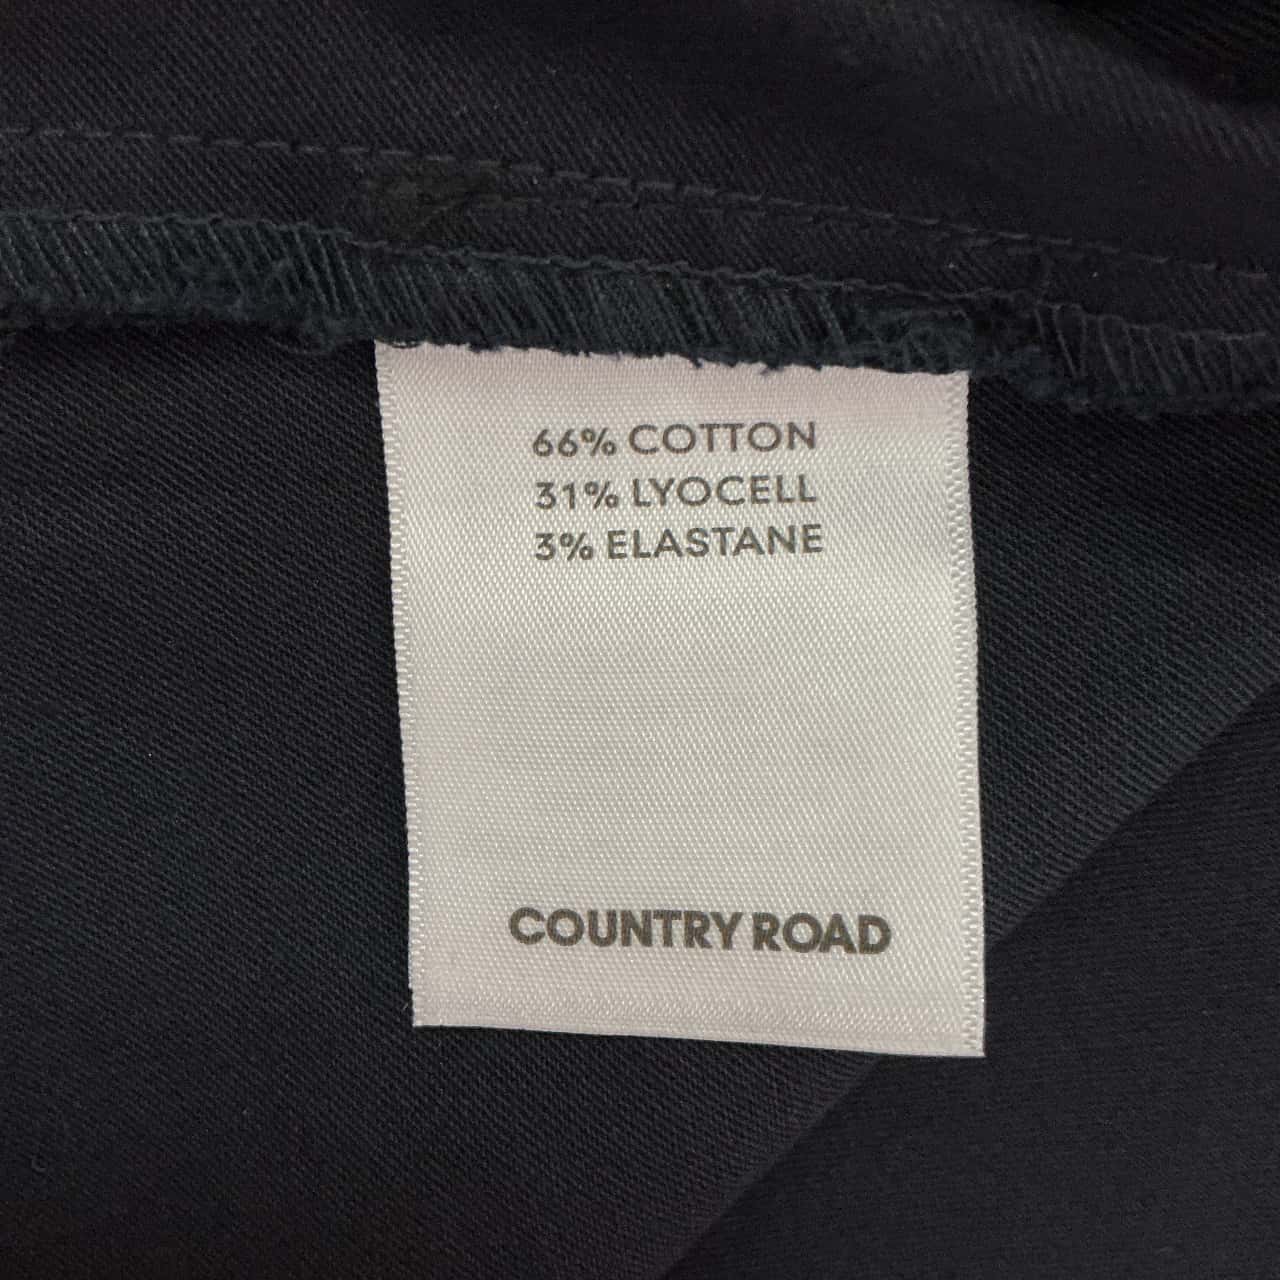 66% COTTON
31% LYOCELL
3% ELASTANE
COUNTRY ROAD